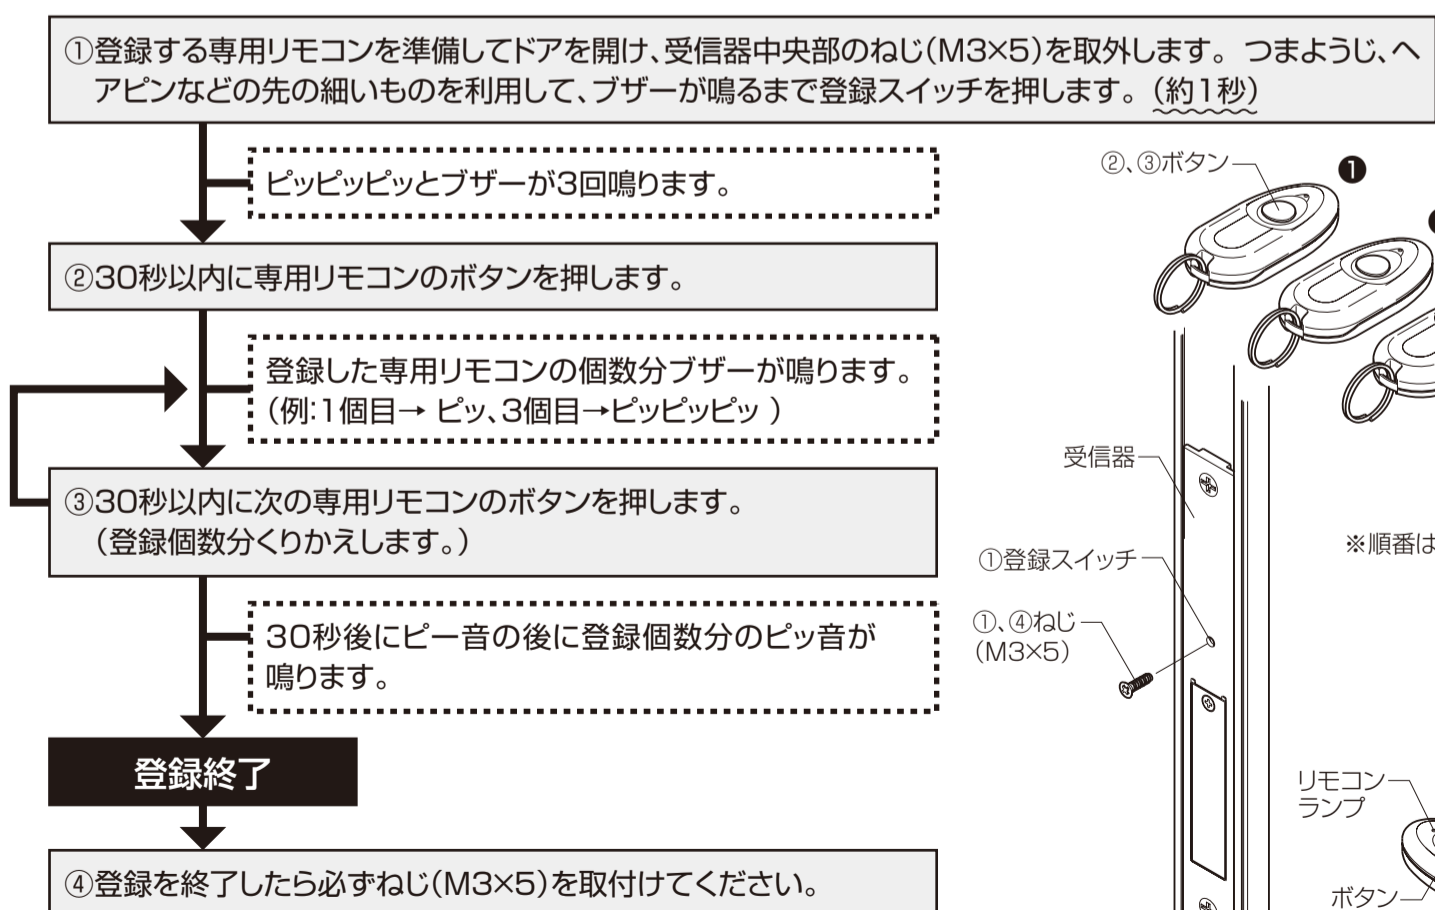 ①登録する専用リモコンを準備してドアを開け、受信器中央部のねじ(M3×5)を取外します。つまようじ、ヘ
アピンなどの先の細いものを利用して、ブザーが鳴るまで登録スイッチを押します。(約1秒)
ピッピッピッとブザーが3回鳴ります。
②30秒以内に専用リモコンのボタンを押します。
登録した専用リモコンの個数分ブザーが鳴ります。
(例:1個目→ ピッ、3個目→ピッピッピッ )
③30秒以内に次の専用リモコンのボタンを押します。
(登録個数分くりかえします。)
30秒後にピー音の後に登録個数分のピッ音が
鳴ります。
登録終了
④登録を終了したら必ずねじ(M3×5)を取付けてください。
②、③ボタン
❶
受信器
※順番は
①登録スイッチ
①、④ねじ
(M3×5)
リモコン
ランプ
ボタン